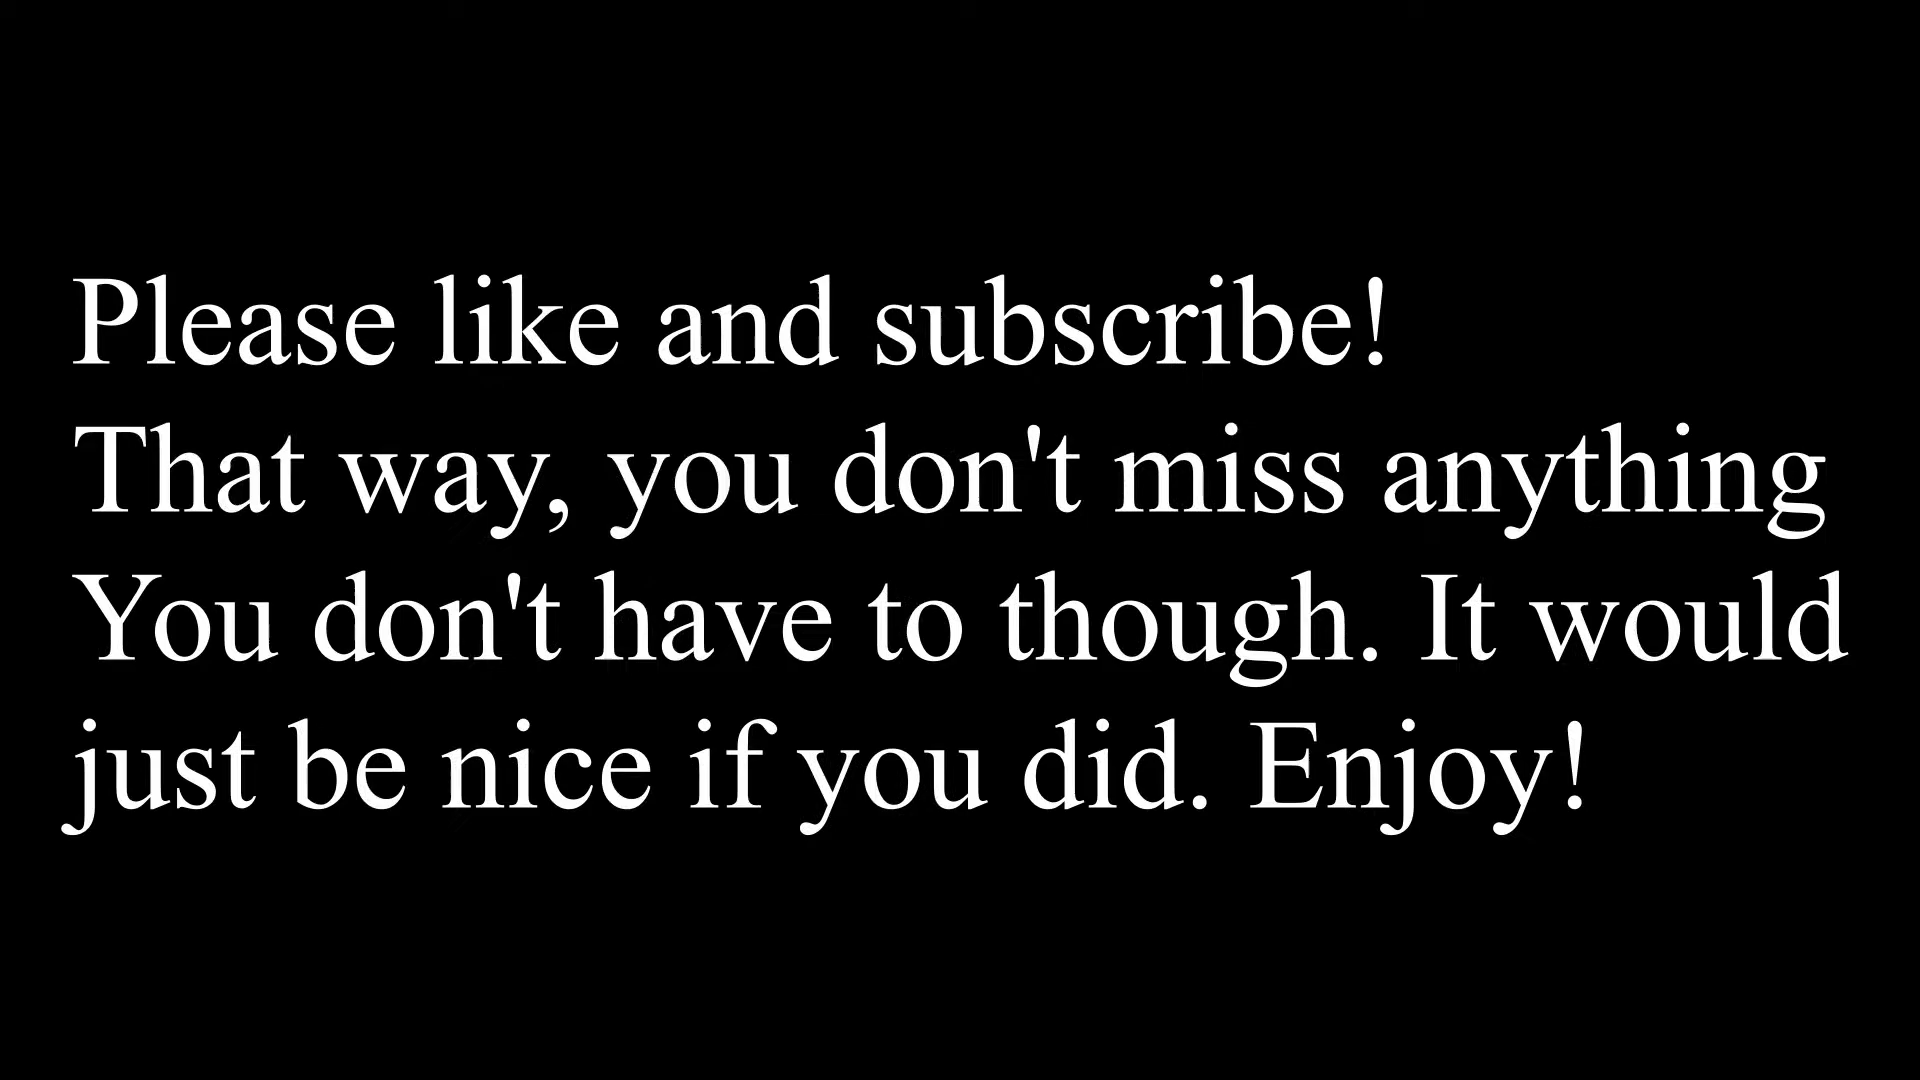 Please like and subscribe!
That way, you don't miss anything
You don't have to though. It would
just be nice if you did. Enjoy!